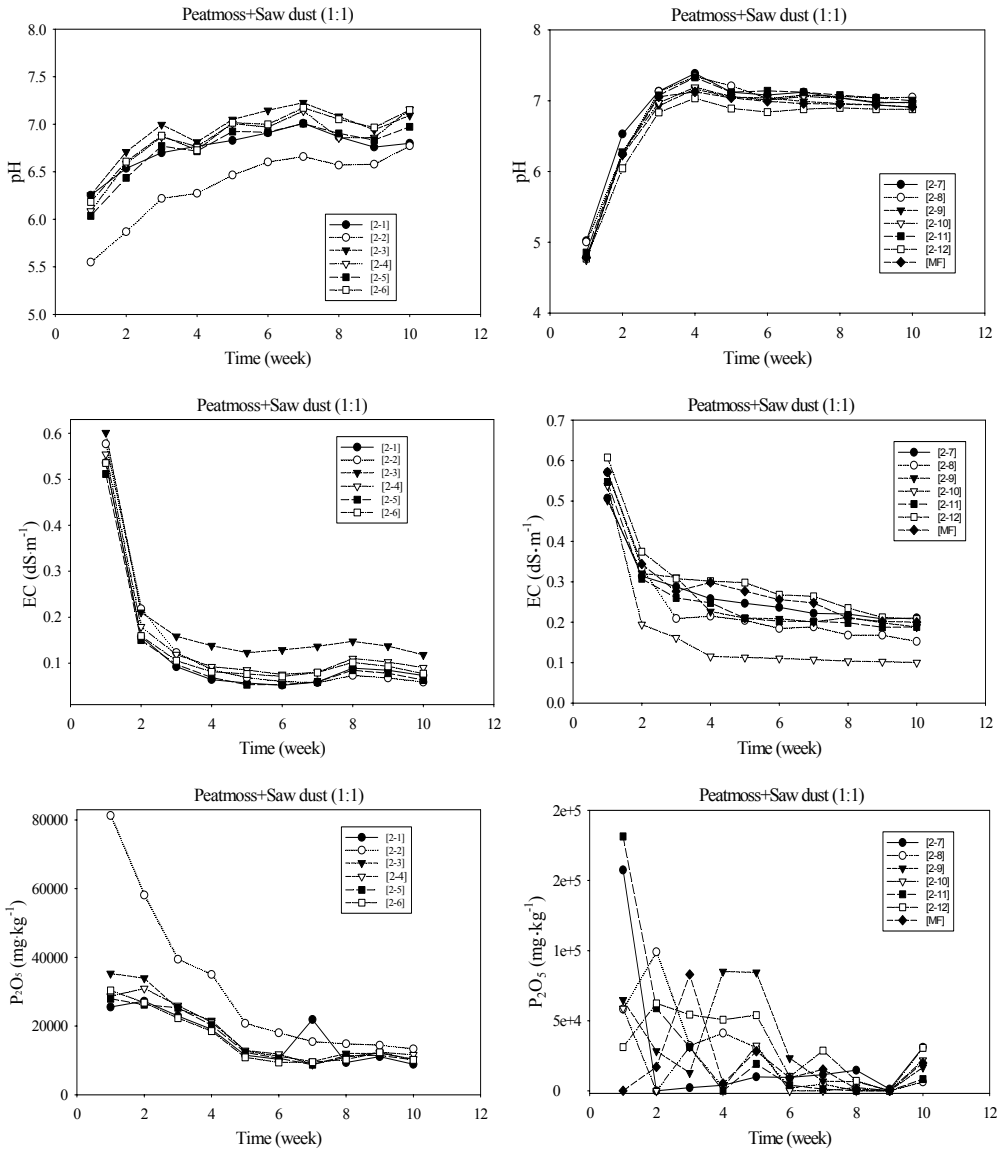 Peatmoss+Saw dust (1:1)
pH
8.0
7.5
7.0
6.5
6.0
5.5
5.0
[2-1]
[2-2]
[2-3]
[2-4]
[2-5]
[2-6]
0 2 4 6 8 10 12
Time (week)
Peatmoss+Saw dust (1:1)
pH
8
7
6
5
4
[2-7]
[2-8]
[2-9]
[2-10]
[2-11]
[2-12]
[MF]
0 2 4 6 8 10 12
Time (week)
Peatmoss+Saw dust (1:1)
EC (dS·m⁻¹)
0.6
0.5
0.4
0.3
0.2
0.1
[2-1]
[2-2]
[2-3]
[2-4]
[2-5]
[2-6]
0 2 4 6 8 10 12
Time (week)
Peatmoss+Saw dust (1:1)
EC (dS·m⁻¹)
0.7
0.6
0.5
0.4
0.3
0.2
0.1
0.0
[2-7]
[2-8]
[2-9]
[2-10]
[2-11]
[2-12]
[MF]
0 2 4 6 8 10 12
Time (week)
Peatmoss+Saw dust (1:1)
P₂O₅ (mg·kg⁻¹)
80000
60000
40000
20000
0
[2-1]
[2-2]
[2-3]
[2-4]
[2-5]
[2-6]
0 2 4 6 8 10 12
Time (week)
Peatmoss+Saw dust (1:1)
P₂O₅ (mg·kg⁻¹)
2e+5
2e+5
1e+5
5e+4
0
[2-7]
[2-8]
[2-9]
[2-10]
[2-11]
[2-12]
[MF]
0 2 4 6 8 10 12
Time (week)